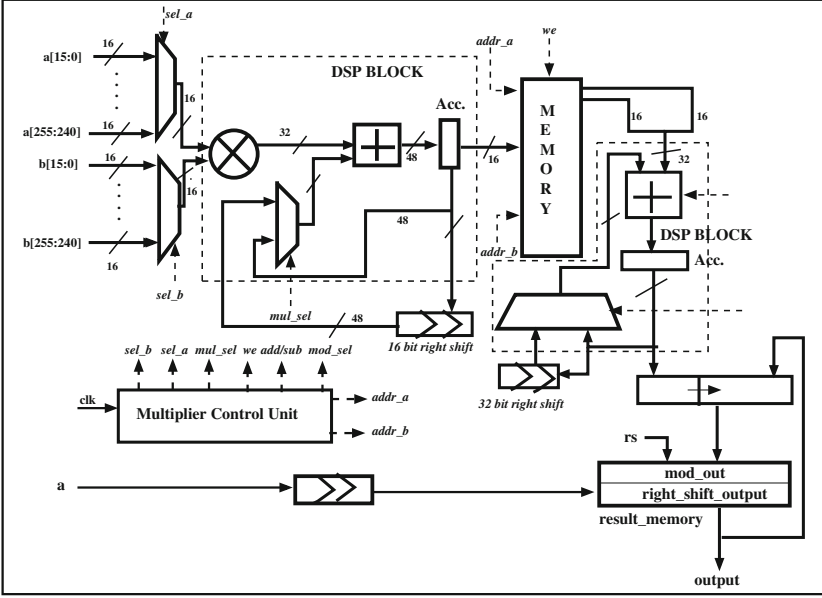 sel_a
a[15:0]
16
a[255:240]
16
b[15:0]
16
b[255:240]
16
16
16
sel_b
DSP BLOCK
32
48
Acc.
16
48
mul_sel
48
16 bit right shift
addr_a
we
MEMORY
addr_b
16
16
32
DSP BLOCK
Acc.
32 bit right shift
sel_b sel_a mul_sel we add/sub mod_sel
clk
Multiplier Control Unit
addr_a
addr_b
rs
a
mod_out
right_shift_output
result_memory
output